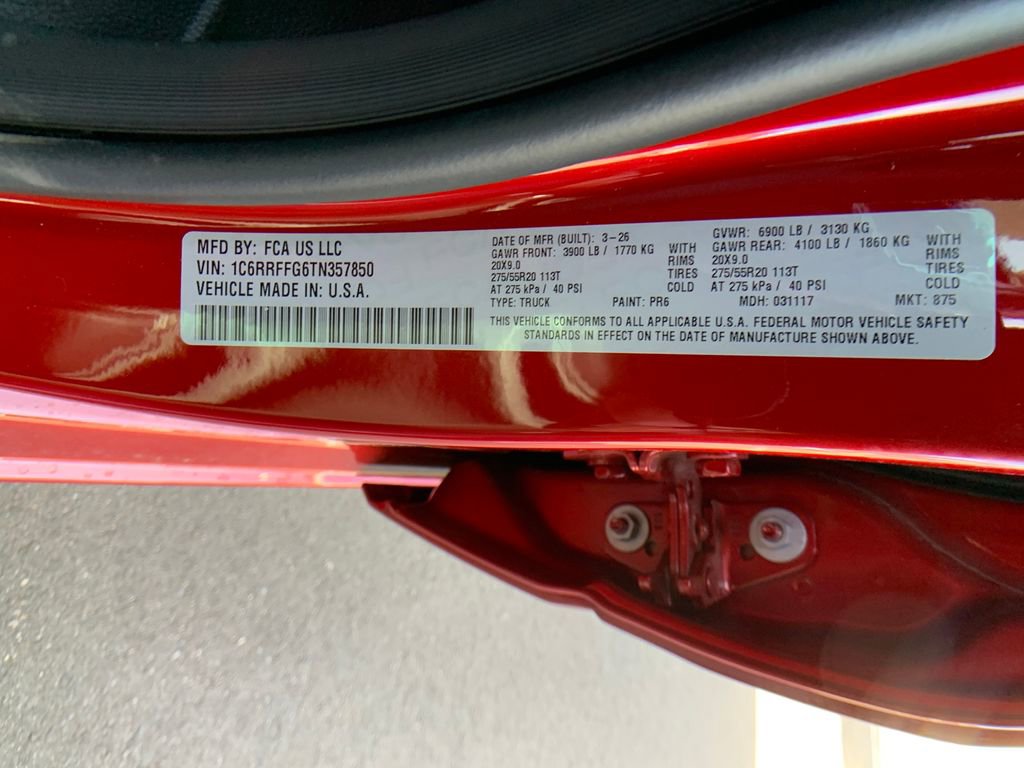 MFD BY: FCA US LLC
VIN: 1C6RRFFG6TN357850
VEHICLE MADE IN: U.S.A.
DATE OF MFR (BUILT): 3-26
GAWR FRONT: 3900 LB / 1770 KG WITH
20X9.0 RIMS
275/55R20 113T TIRES
AT 275 kPa / 40 PSI COLD
GVWR: 6900 LB / 3130 KG
GAWR REAR: 4100 LB / 1860 KG WITH
20X9.0 RIMS
275/55R20 113T TIRES
AT 275 kPa / 40 PSI COLD
TYPE: TRUCK PAINT: PR6 MDH: 031117 MKT: 875
THIS VEHICLE CONFORMS TO ALL APPLICABLE U.S.A. FEDERAL MOTOR VEHICLE SAFETY
STANDARDS IN EFFECT ON THE DATE OF MANUFACTURE SHOWN ABOVE.